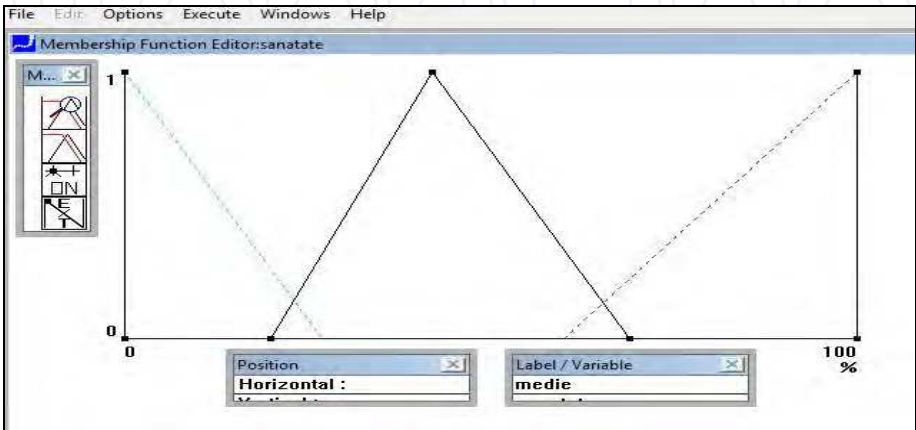 File Edit Options Execute Windows Help
Membership Function Editor:sanatate
M...
1
ON
EXT
0
0
100
%
Position
Horizontal :
Label / Variable
medie